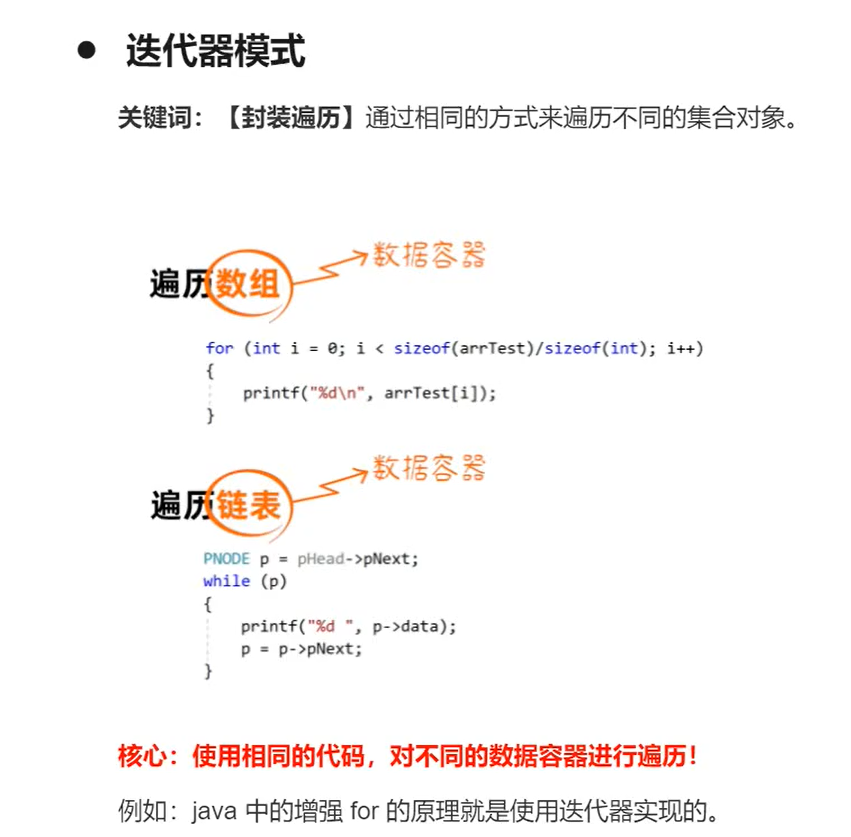 ● 迭代器模式
关键词：【封装遍历】通过相同的方式来遍历不同的集合对象。
数据容器
遍历数组
for (int i = 0; i < sizeof(arrTest)/sizeof(int); i++)
{
printf("%d\n", arrTest[i]);
}
数据容器
遍历链表
PNODE p = pHead->pNext;
while (p)
{
printf("%d ", p->data);
p = p->pNext;
}
核心：使用相同的代码，对不同的数据容器进行遍历！
例如：java 中的增强 for 的原理就是使用迭代器实现的。